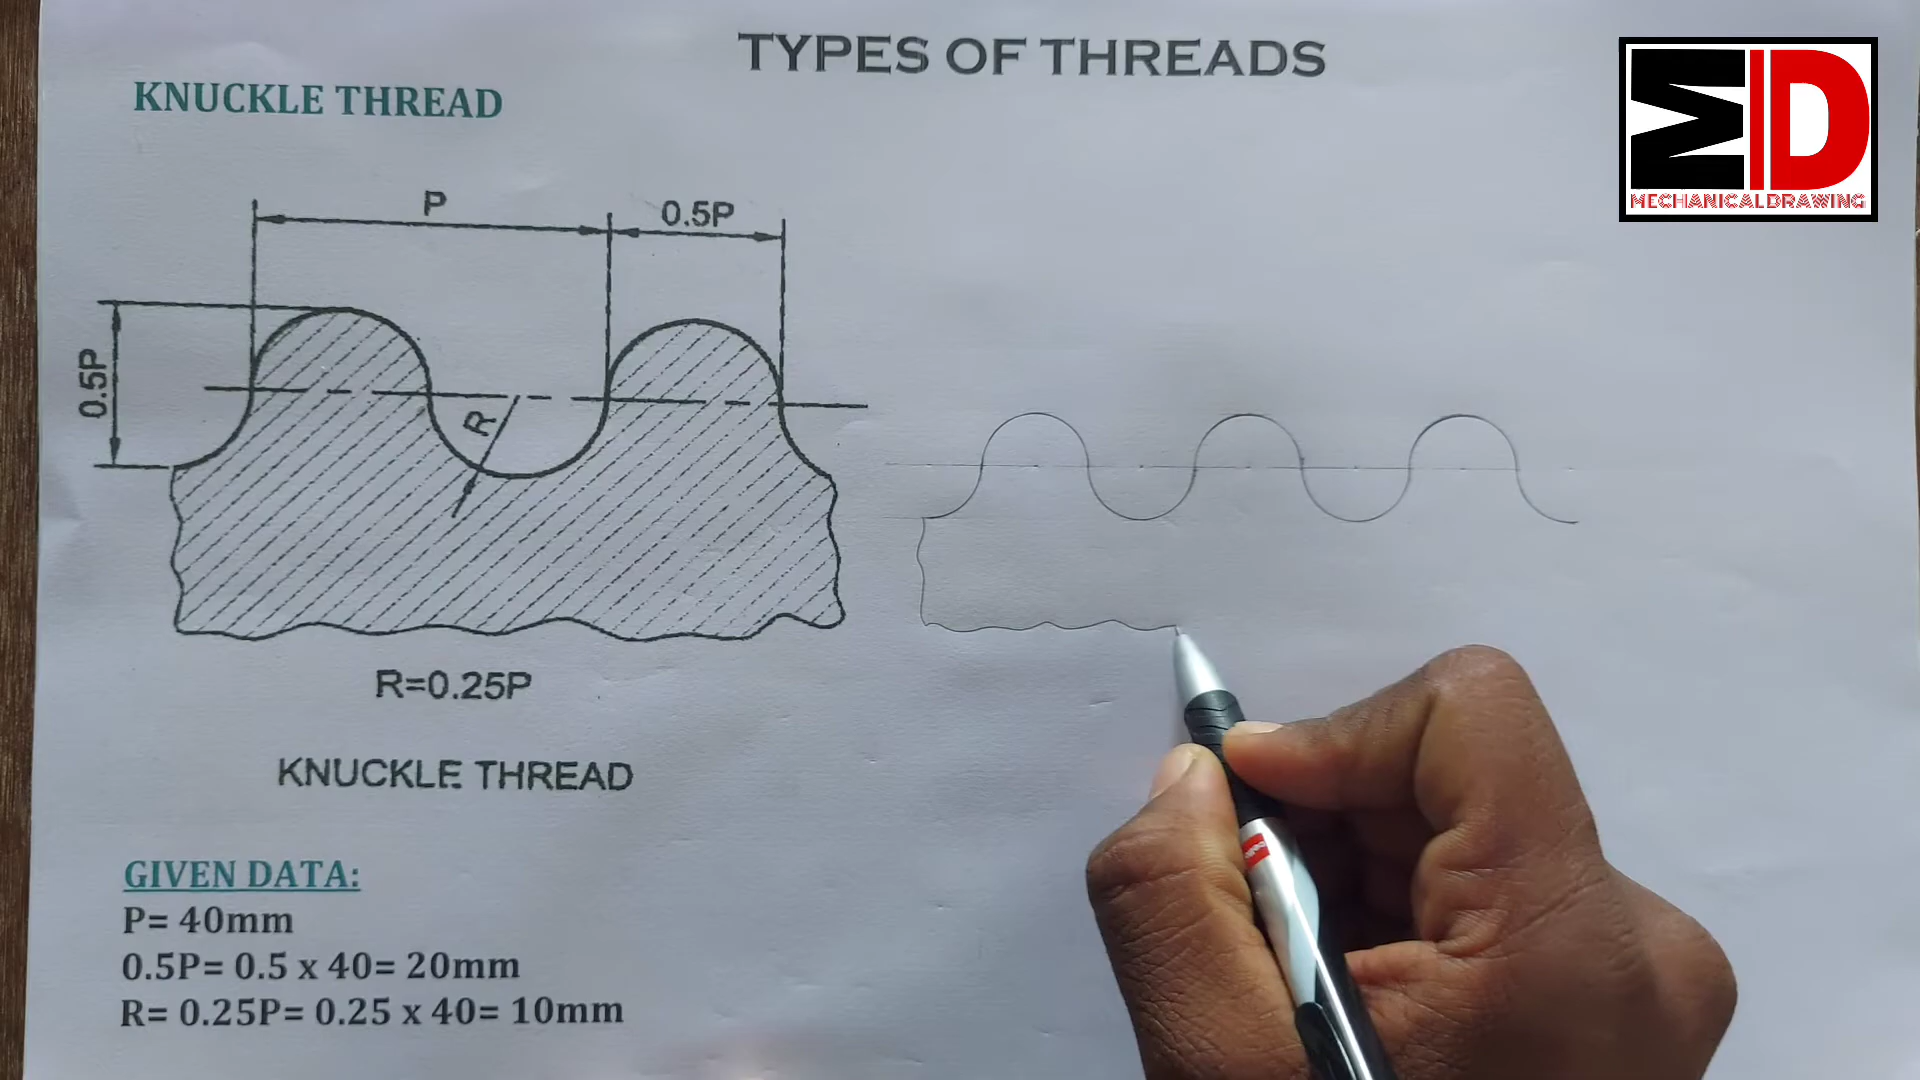 TYPES OF THREADS
KNUCKLE THREAD
MECHANICALDRAWING
P
0.5P
0.5P
R
R=0.25P
KNUCKLE THREAD
GIVEN DATA:
P= 40mm
0.5P= 0.5 x 40= 20mm
R= 0.25P= 0.25 x 40= 10mm
MD